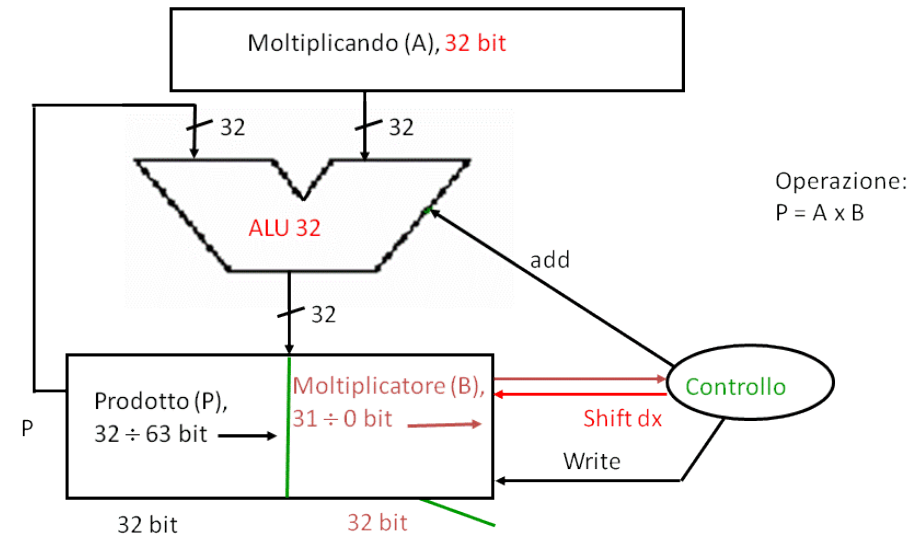 Moltiplicando (A), 32 bit
32
32
Operazione:
P = A x B
ALU 32
add
32
Moltiplicatore (B),
31 ÷ 0 bit
Prodotto (P),
32 ÷ 63 bit
Controllo
P
Shift dx
Write
32 bit
32 bit